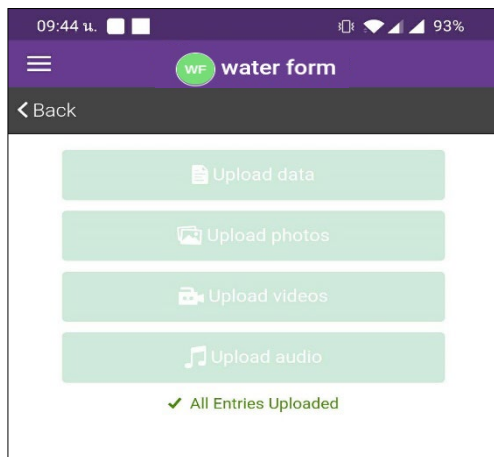 09:44 น. 93%
WF water form
Back
Upload data
Upload photos
Upload videos
Upload audio
All Entries Uploaded